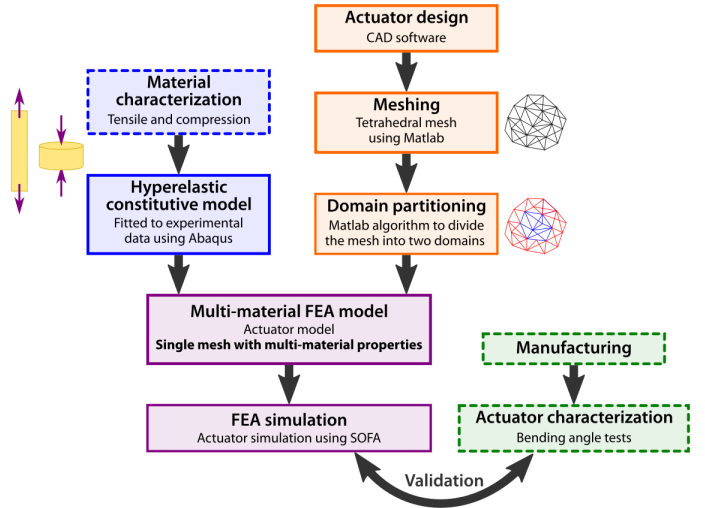 Actuator design
CAD software
Material
characterization
Tensile and compression
Meshing
Tetrahedral mesh
using Matlab
Hyperelastic
constitutive model
Fitted to experimental
data using Abaqus
Domain partitioning
Matlab algorithm to divide
the mesh into two domains
Multi-material FEA model
Actuator model
Single mesh with multi-material properties
Manufacturing
FEA simulation
Actuator simulation using SOFA
Actuator characterization
Bending angle tests
Validation